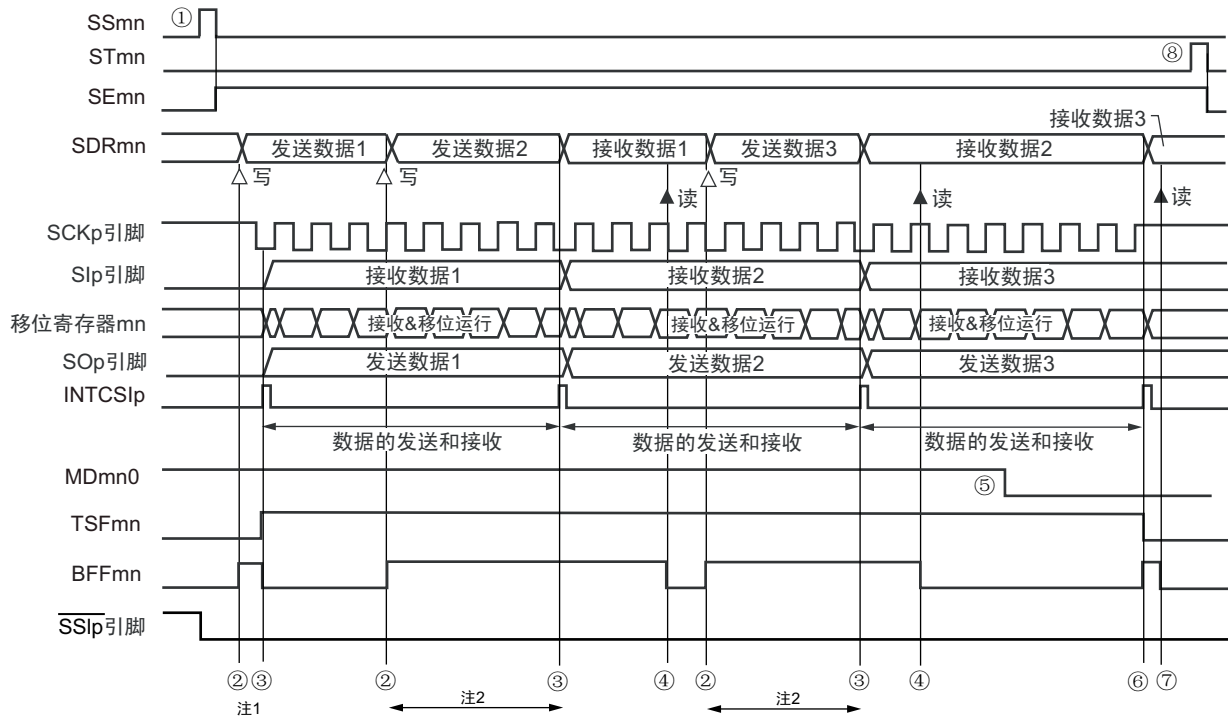 SSmn ①
STmn ⑧
SEmn
接收数据3
SDRmn 发送数据1 发送数据2 接收数据1 发送数据3 接收数据2
写 写 读 写 读 读
SCKp引脚
SIp引脚 接收数据1 接收数据2 接收数据3
移位寄存器mn 接收&移位运行 接收&移位运行 接收&移位运行
SOp引脚 发送数据1 发送数据2 发送数据3
INTCSIp
数据的发送和接收 数据的发送和接收 数据的发送和接收
MDmn0 ⑤
TSFmn
BFFmn
SSIp引脚
② ③ ② ③ ④ ② ③ ④ ⑥ ⑦
注1 注2 注2